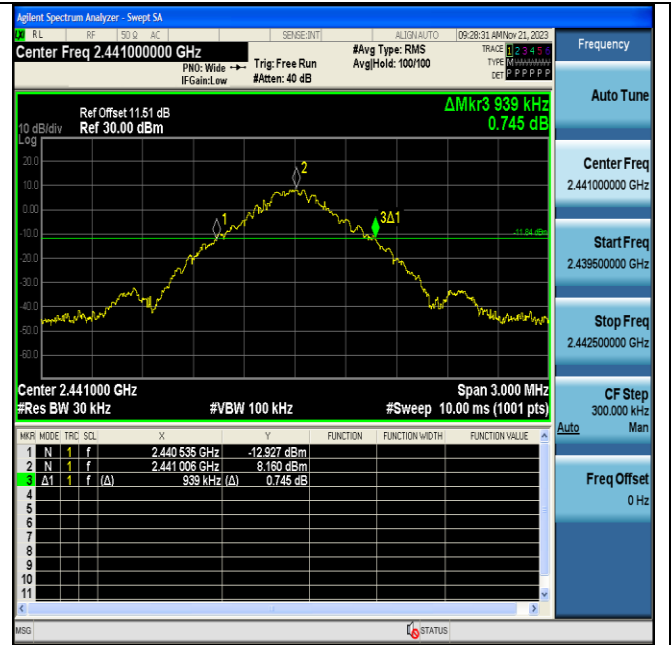 Agilent Spectrum Analyzer - Swept SA
LXI RL RF 50 Ω AC SENSE:INT ALIGN AUTO 09:28:31 AM Nov 21, 2023
Center Freq 2.441000000 GHz
PNO: Wide
IFGain:Low
Trig: Free Run
#Atten: 40 dB
#Avg Type: RMS
Avg|Hold: 100/100
TRACE 1 2 3 4 5 6
TYPE M
DET P P P P P P
Ref Offset 11.51 dB
10 dB/div Ref 30.00 dBm
Log
ΔMkr3 939 kHz
0.745 dB
20.0
10.0
0.00
-10.0
-20.0
-30.0
-40.0
-50.0
-60.0
1
2
3Δ1
-11.84 dBm
Center 2.441000 GHz Span 3.000 MHz
#Res BW 30 kHz #VBW 100 kHz #Sweep 10.00 ms (1001 pts)
MKR MODE TRC SCL X Y FUNCTION FUNCTION WIDTH FUNCTION VALUE
1 N 1 f 2.440 535 GHz -12.927 dBm
2 N 1 f 2.441 006 GHz 8.160 dBm
3 Δ1 1 f (Δ) 939 kHz (Δ) 0.745 dB
4
5
6
7
8
9
10
11
MSG STATUS
Frequency
Auto Tune
Center Freq
2.441000000 GHz
Start Freq
2.439500000 GHz
Stop Freq
2.442500000 GHz
CF Step
300.000 kHz
Auto Man
Freq Offset
0 Hz